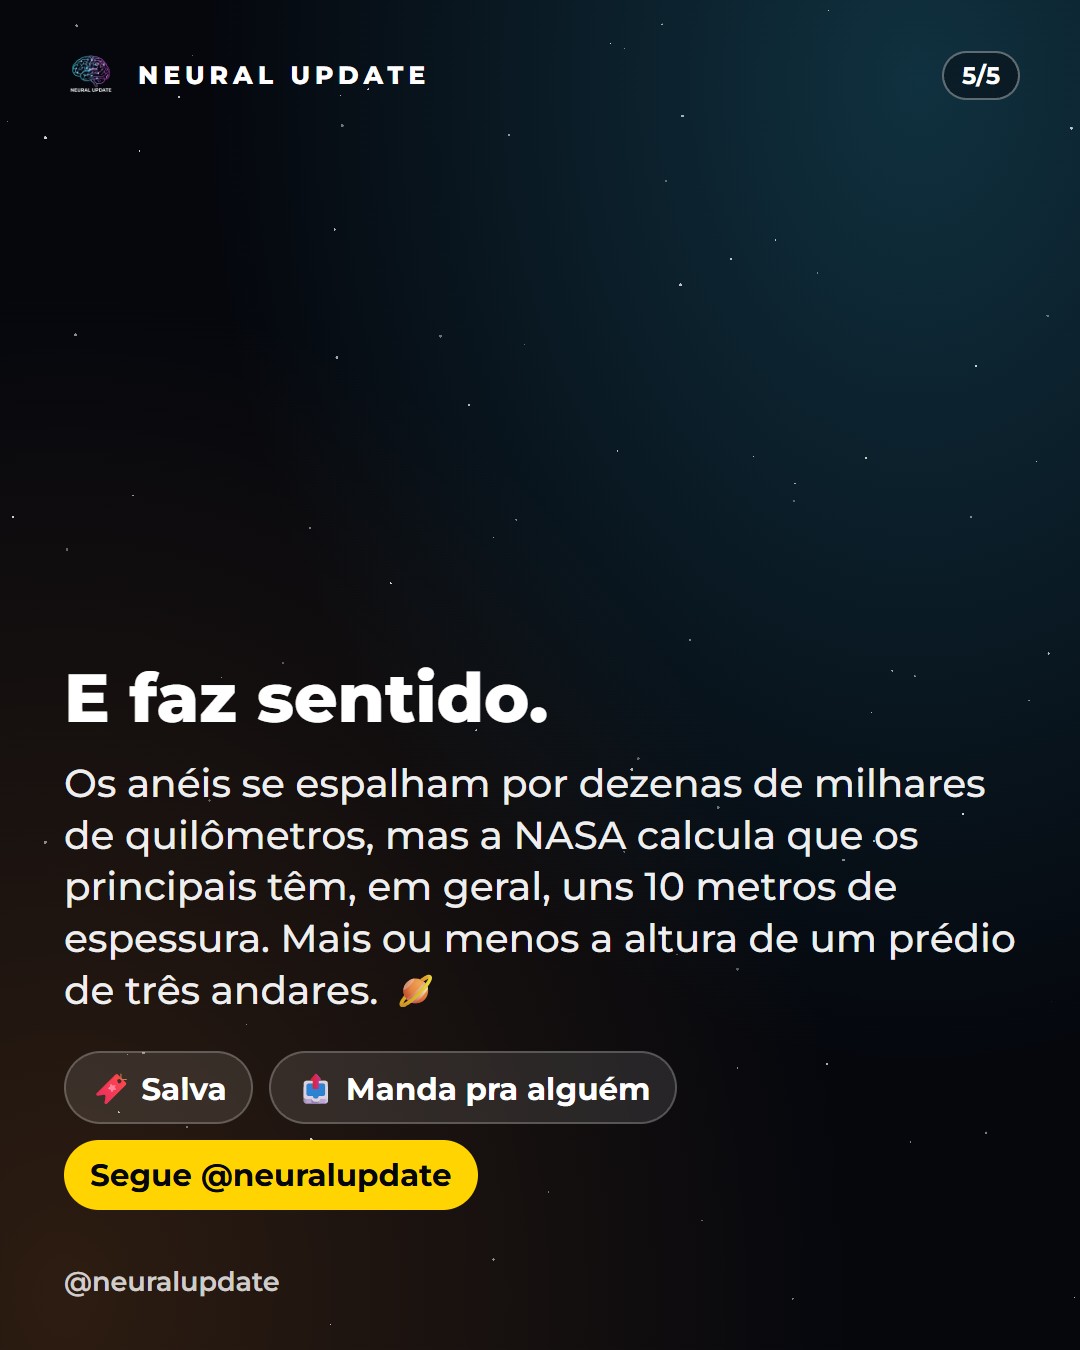 NEURAL UPDATE
NEURAL UPDATE
5/5
E faz sentido.
Os anéis se espalham por dezenas de milhares
de quilômetros, mas a NASA calcula que os
principais têm, em geral, uns 10 metros de
espessura. Mais ou menos a altura de um prédio
de três andares. 🪐
Salva
Manda pra alguém
Segue @neuralupdate
@neuralupdate